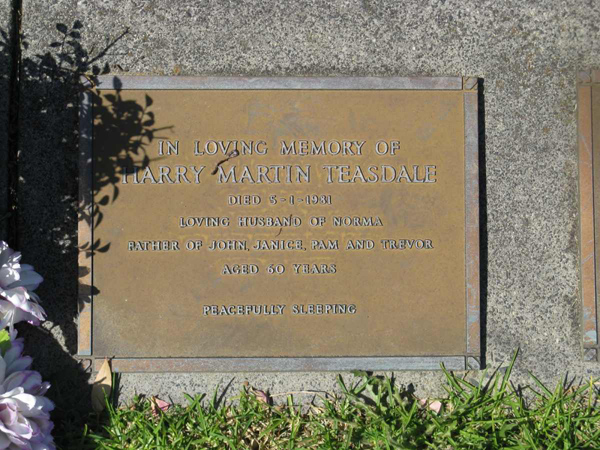 IN LOVING MEMORY OF
HARRY MARTIN TEASDALE
DIED 5-1-1981
LOVING HUSBAND OF NORMA
FATHER OF JOHN, JANICE, PAM AND TREVOR
AGED 60 YEARS
PEACEFULLY SLEEPING